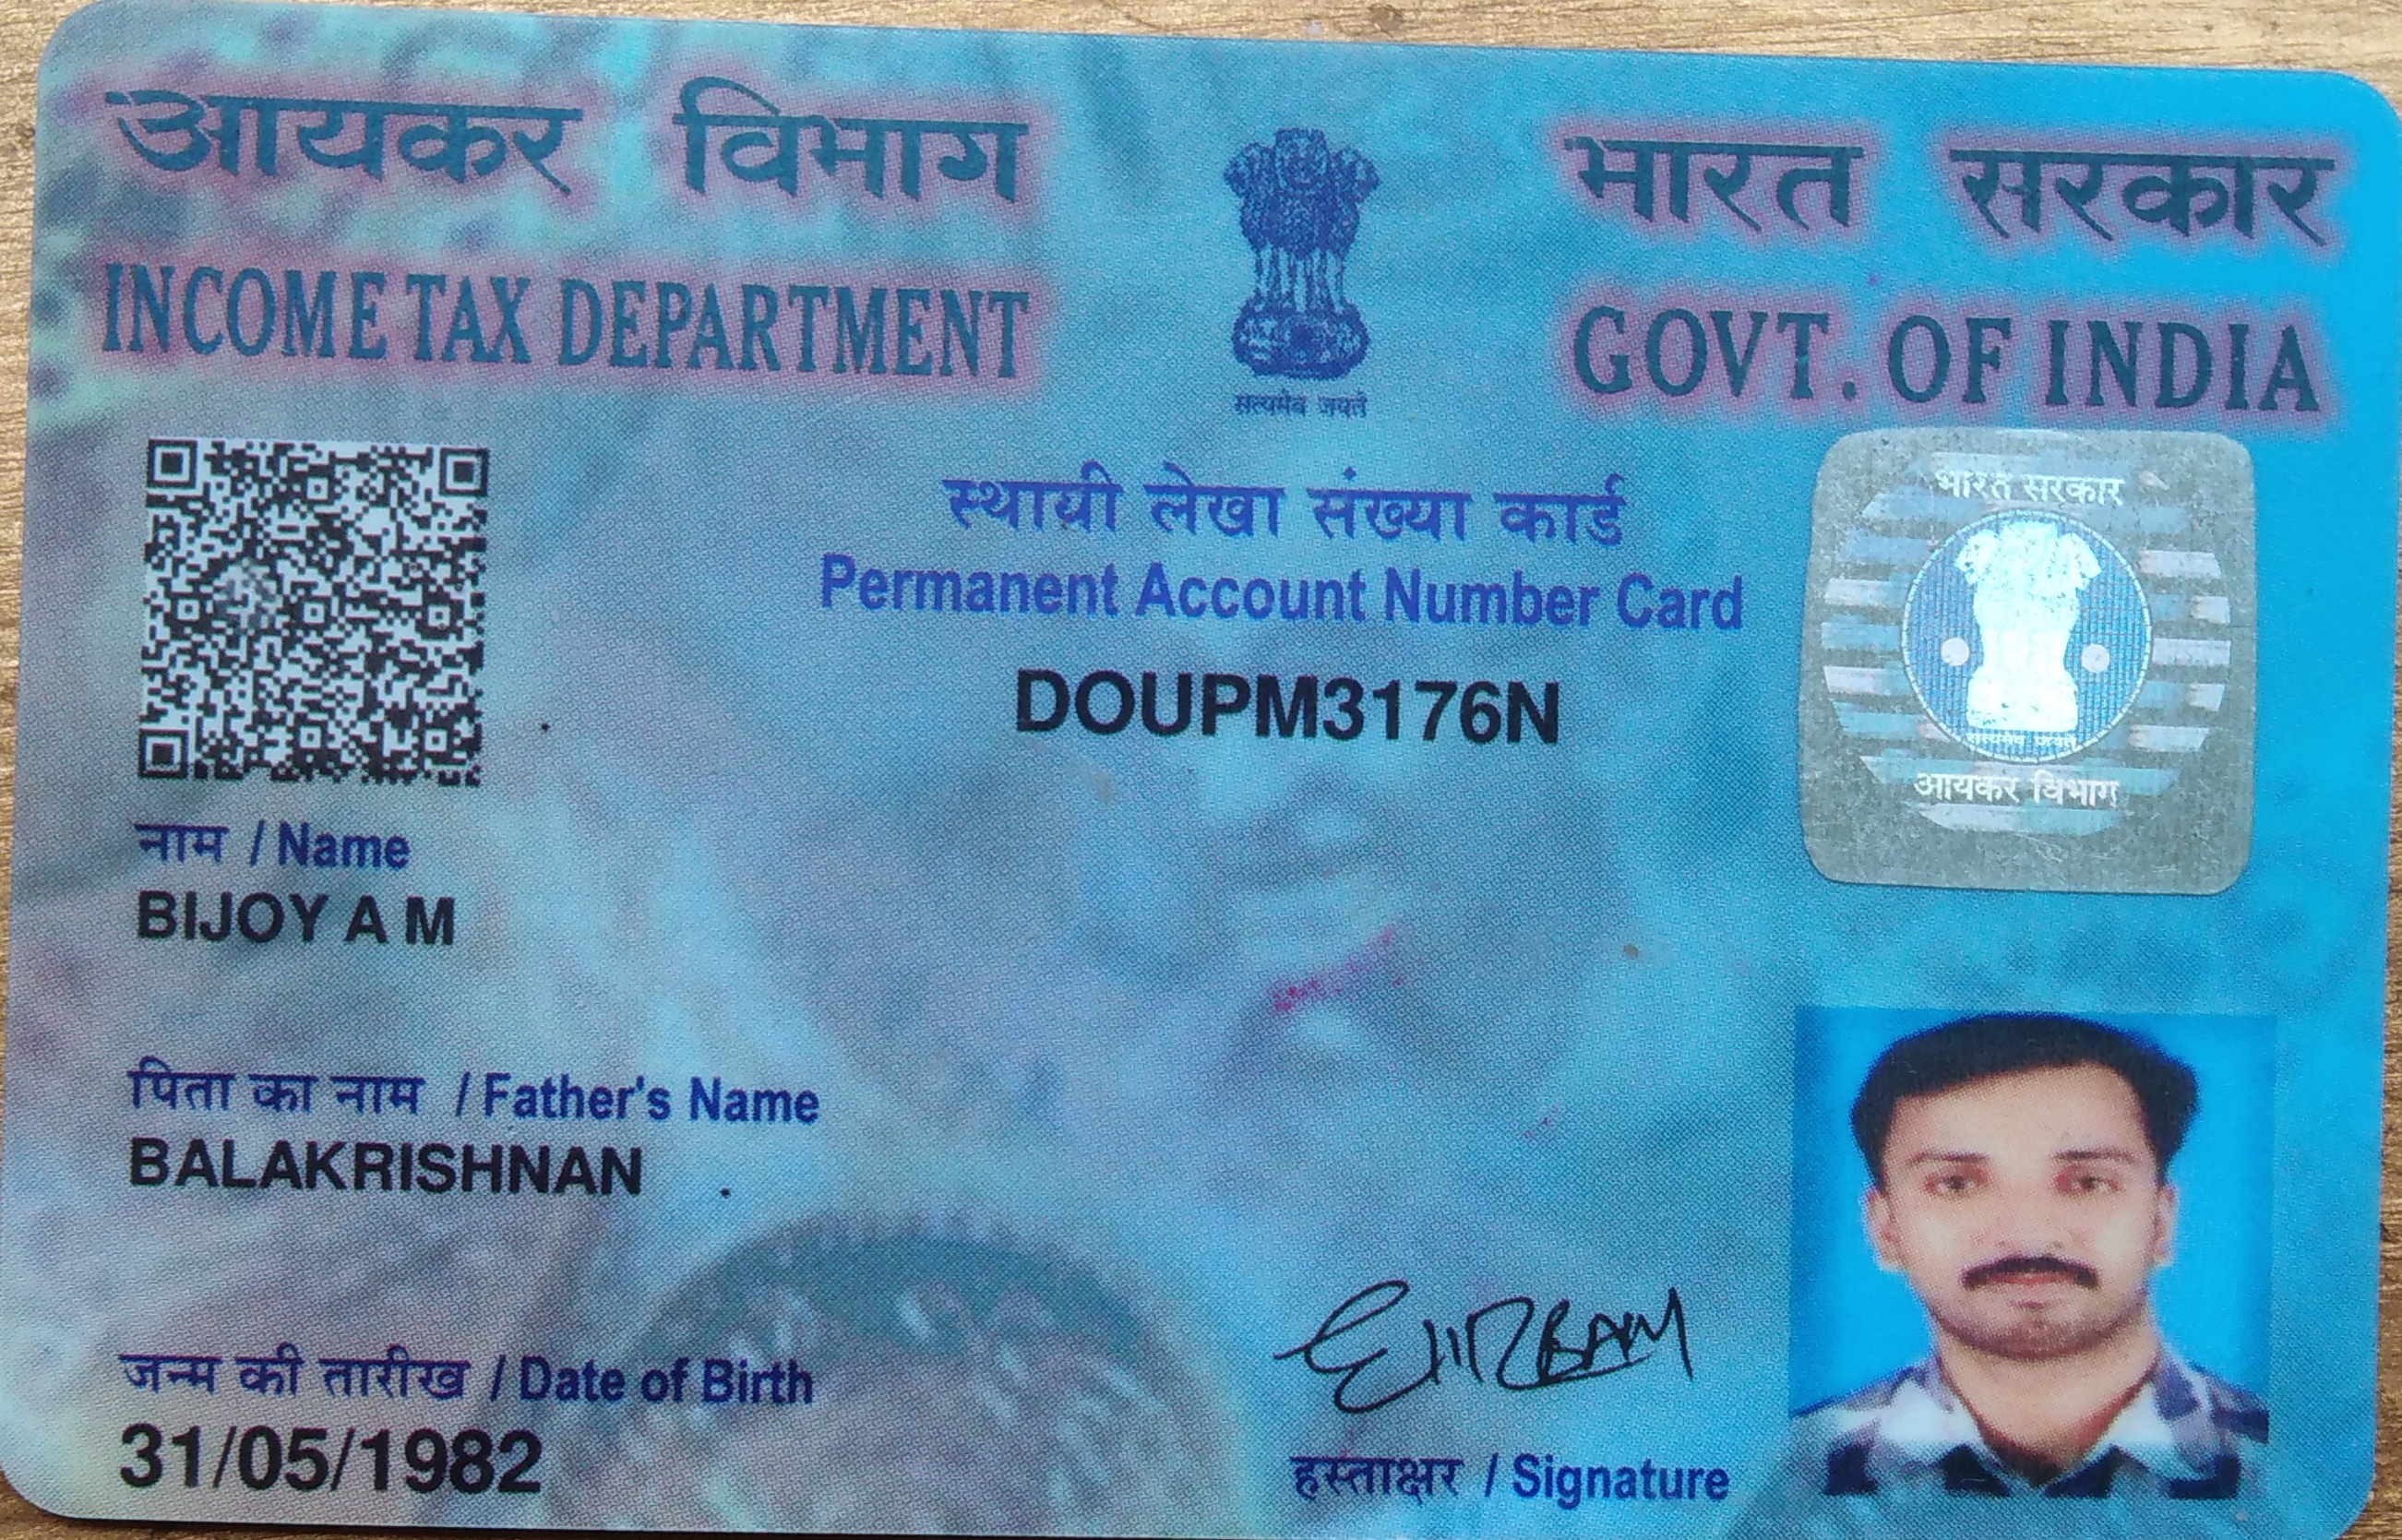 आयकर विभाग
INCOME TAX DEPARTMENT
सत्यमेव जयते
भारत सरकार
GOVT. OF INDIA
स्थायी लेखा संख्या कार्ड
Permanent Account Number Card
DOUPM3176N
भारत सरकार
आयकर विभाग
नाम / Name
BIJOY A M
पिता का नाम / Father's Name
BALAKRISHNAN
जन्म की तारीख / Date of Birth
31/05/1982
हस्ताक्षर / Signature